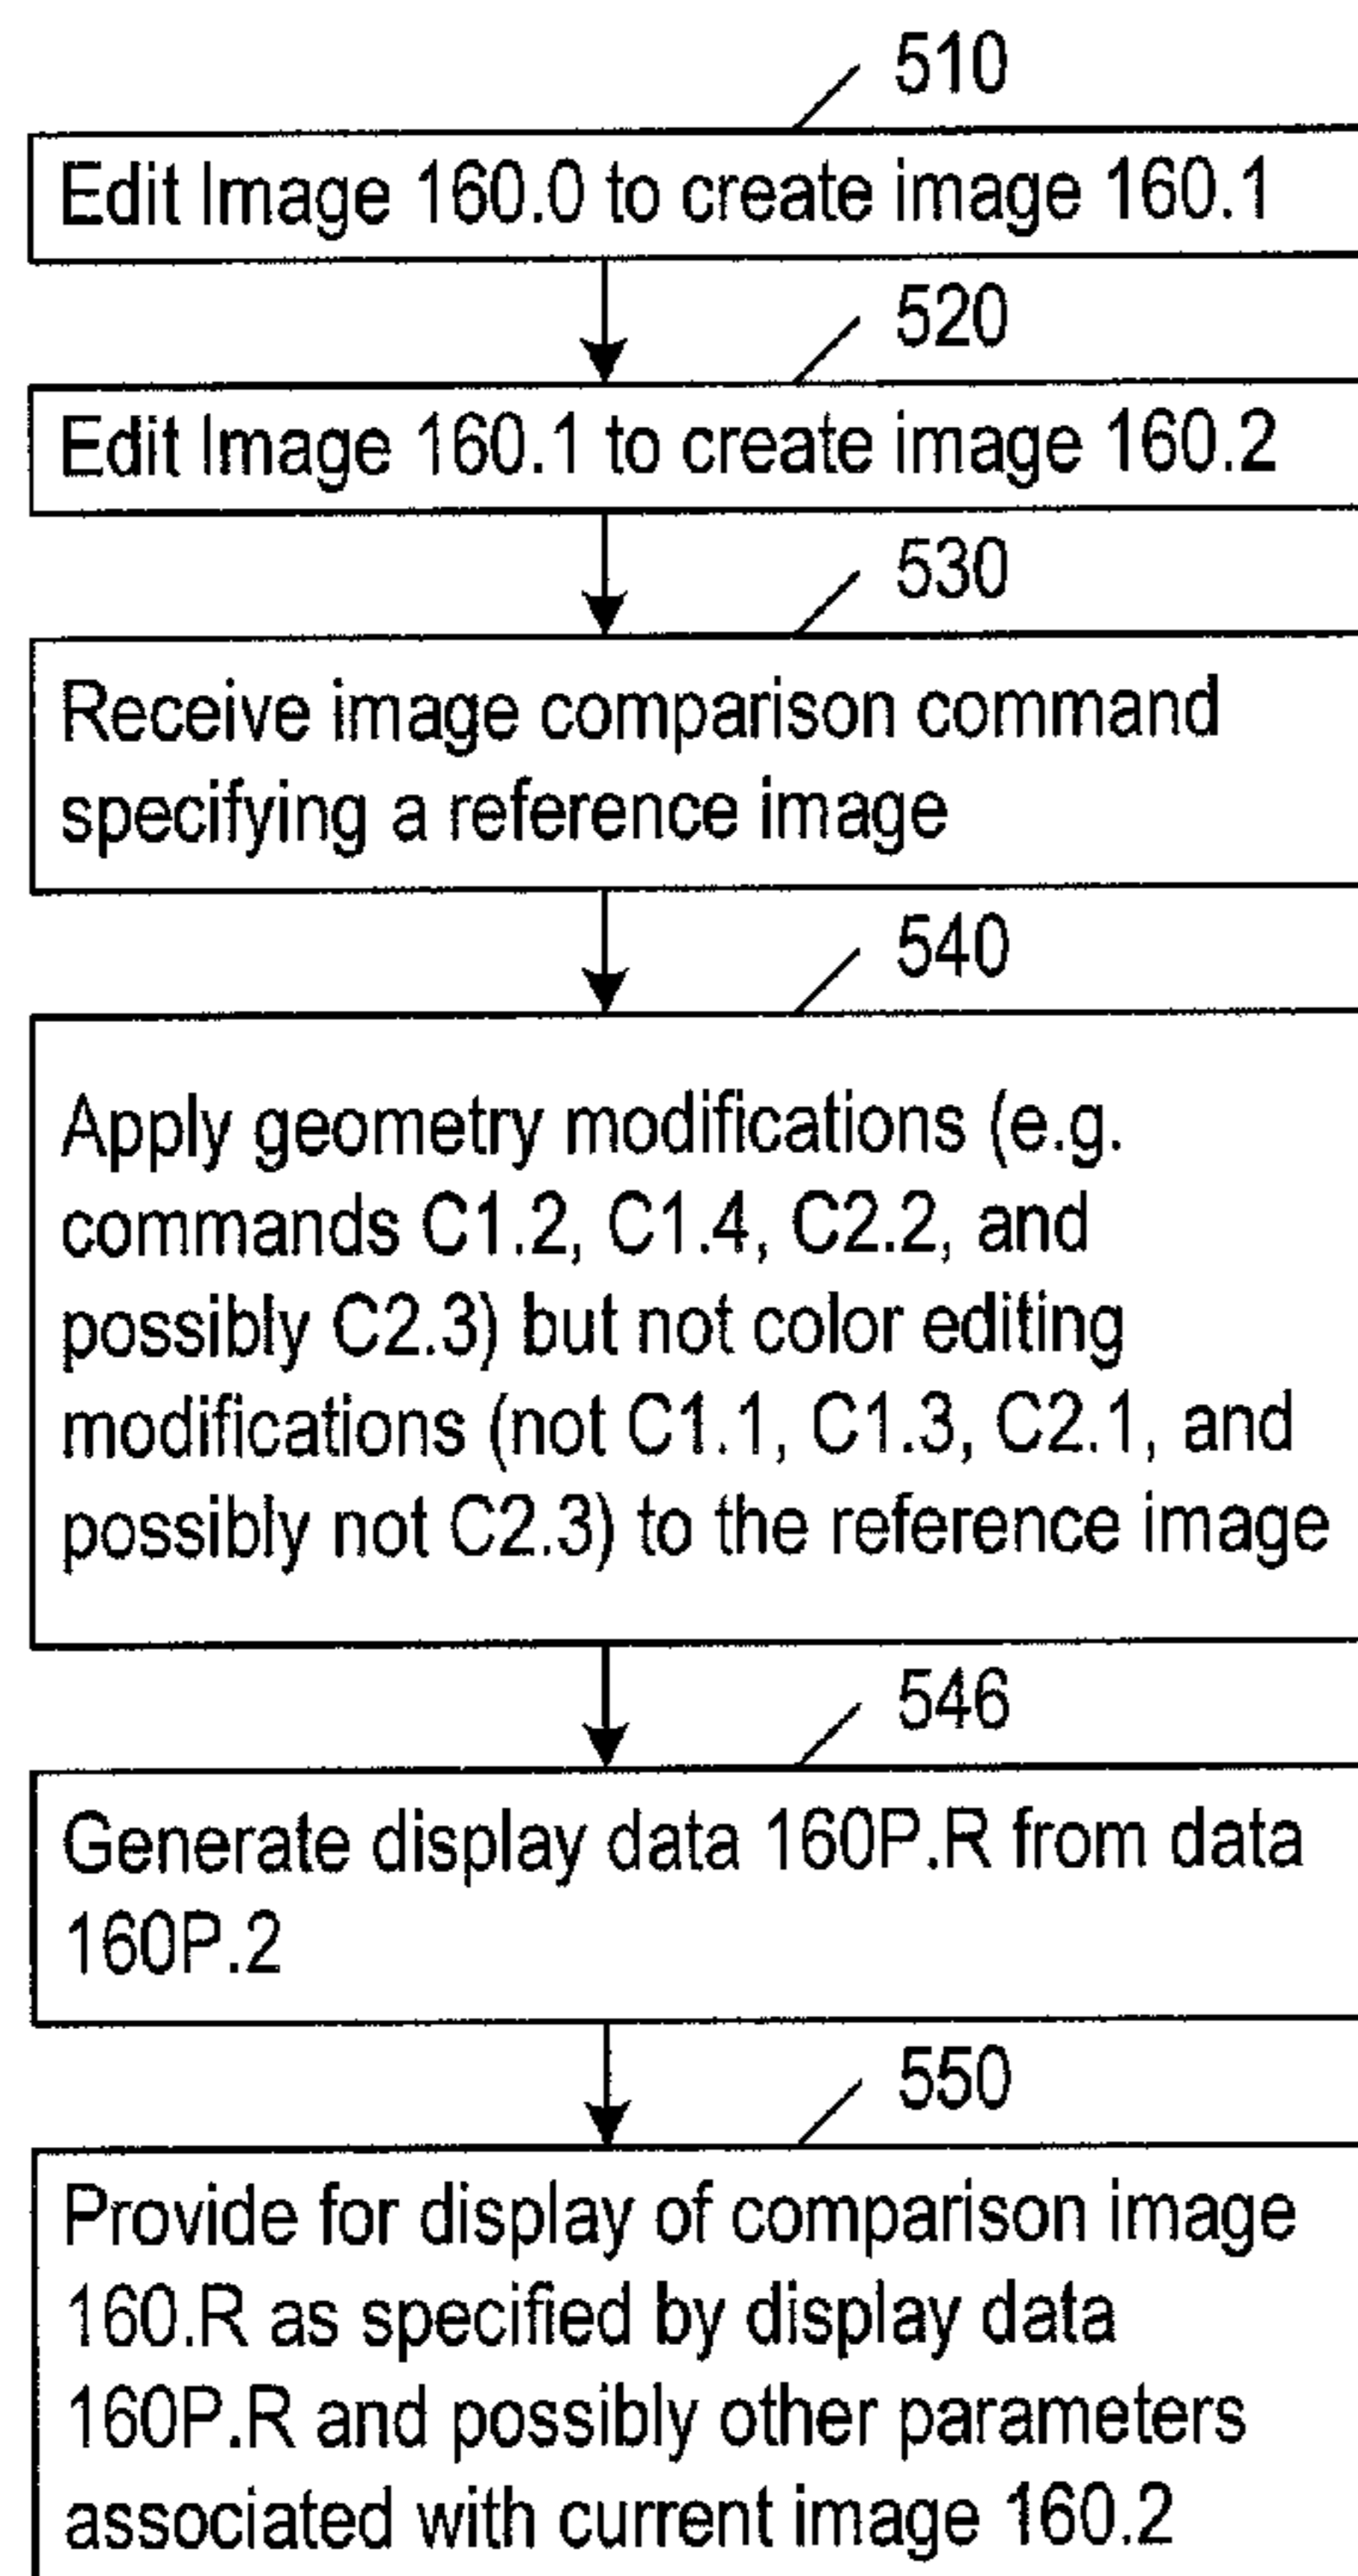 510
Edit Image 160.0 to create image 160.1
520
Edit Image 160.1 to create image 160.2
530
Receive image comparison command
specifying a reference image
540
Apply geometry modifications (e.g.
commands C1.2, C1.4, C2.2, and
possibly C2.3) but not color editing
modifications (not C1.1, C1.3, C2.1, and
possibly not C2.3) to the reference image
546
Generate display data 160P.R from data
160P.2
550
Provide for display of comparison image
160.R as specified by display data
160P.R and possibly other parameters
associated with current image 160.2